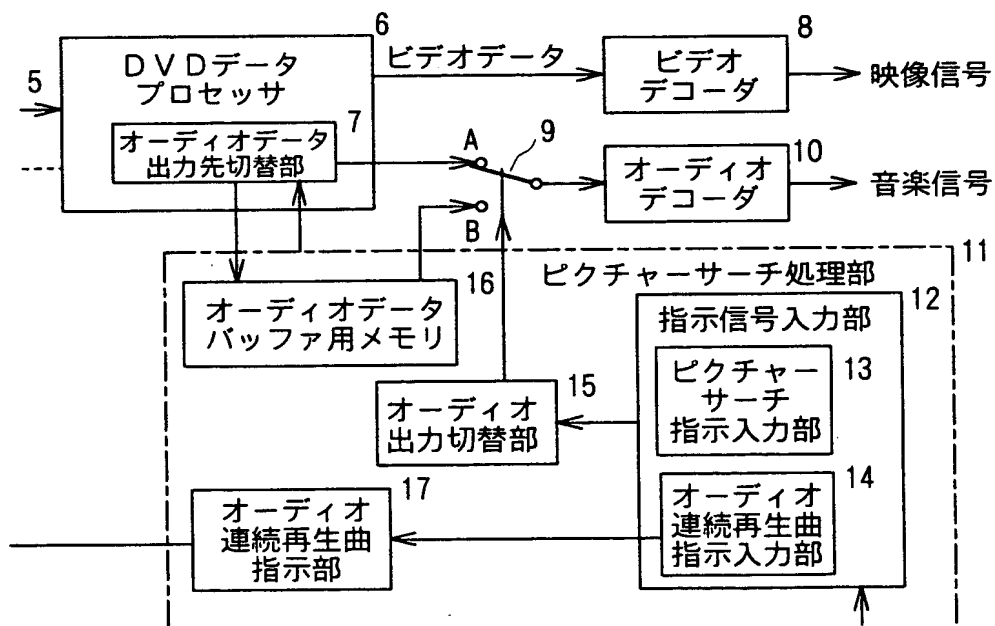 5
6
DVDデータ
プロセッサ
7
オーディオデータ
出力先切替部
ビデオデータ
8
ビデオ
デコーダ
映像信号
A
9
B
10
オーディオ
デコーダ
音楽信号
11
ピクチャーサーチ処理部
16
オーディオデータ
バッファ用メモリ
12
指示信号入力部
13
ピクチャー
サーチ
指示入力部
15
オーディオ
出力切替部
14
オーディオ
連続再生曲
指示入力部
17
オーディオ
連続再生曲
指示部